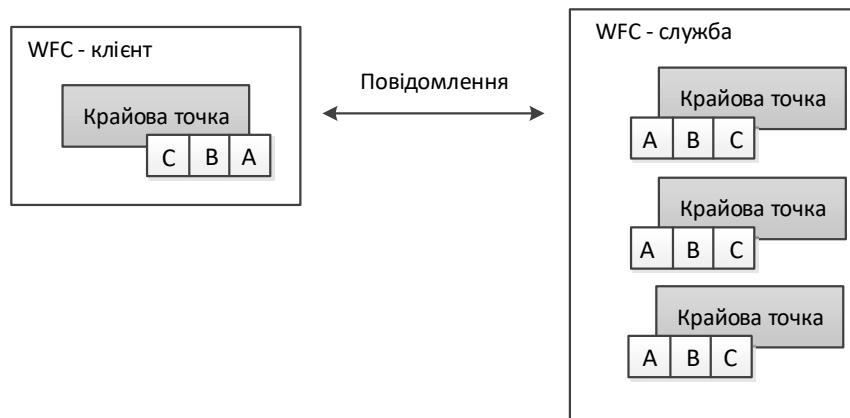 WFC - клієнт
Крайова точка
C B A
Повідомлення
WFC - служба
Крайова точка
A B C
Крайова точка
A B C
Крайова точка
A B C